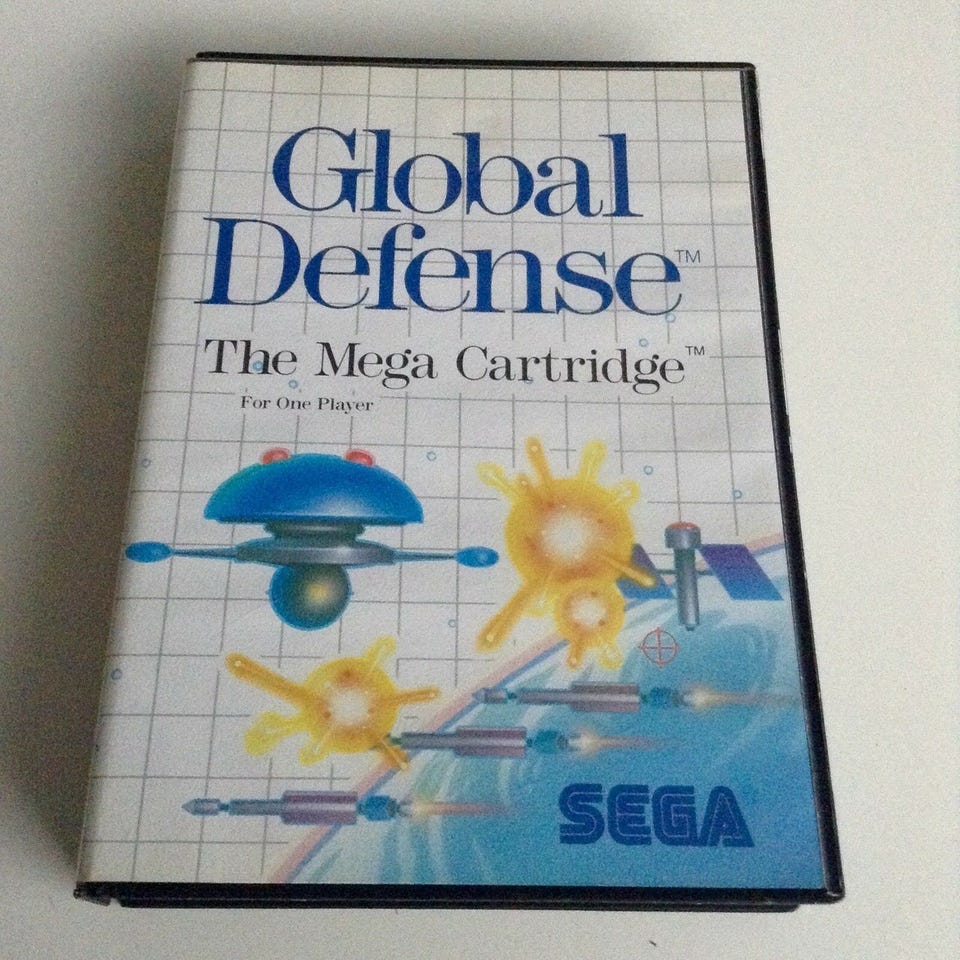 Global
Defense™
The Mega Cartridge™
For One Player
SEGA